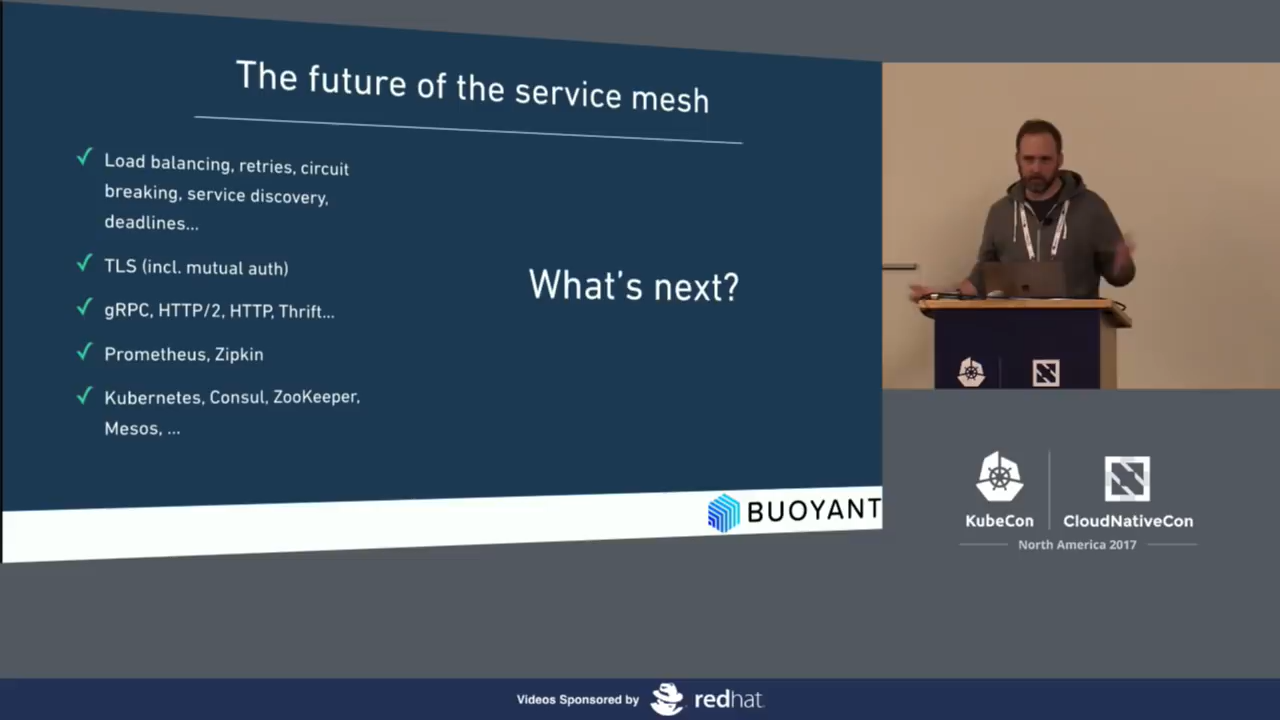 The future of the service mesh
✓ Load balancing, retries, circuit
breaking, service discovery,
deadlines...
✓ TLS (incl. mutual auth)
✓ gRPC, HTTP/2, HTTP, Thrift...
✓ Prometheus, Zipkin
✓ Kubernetes, Consul, ZooKeeper,
Mesos, ...
What's next?
BUOYANT
KubeCon
CloudNativeCon
North America 2017
Videos Sponsored by redhat.